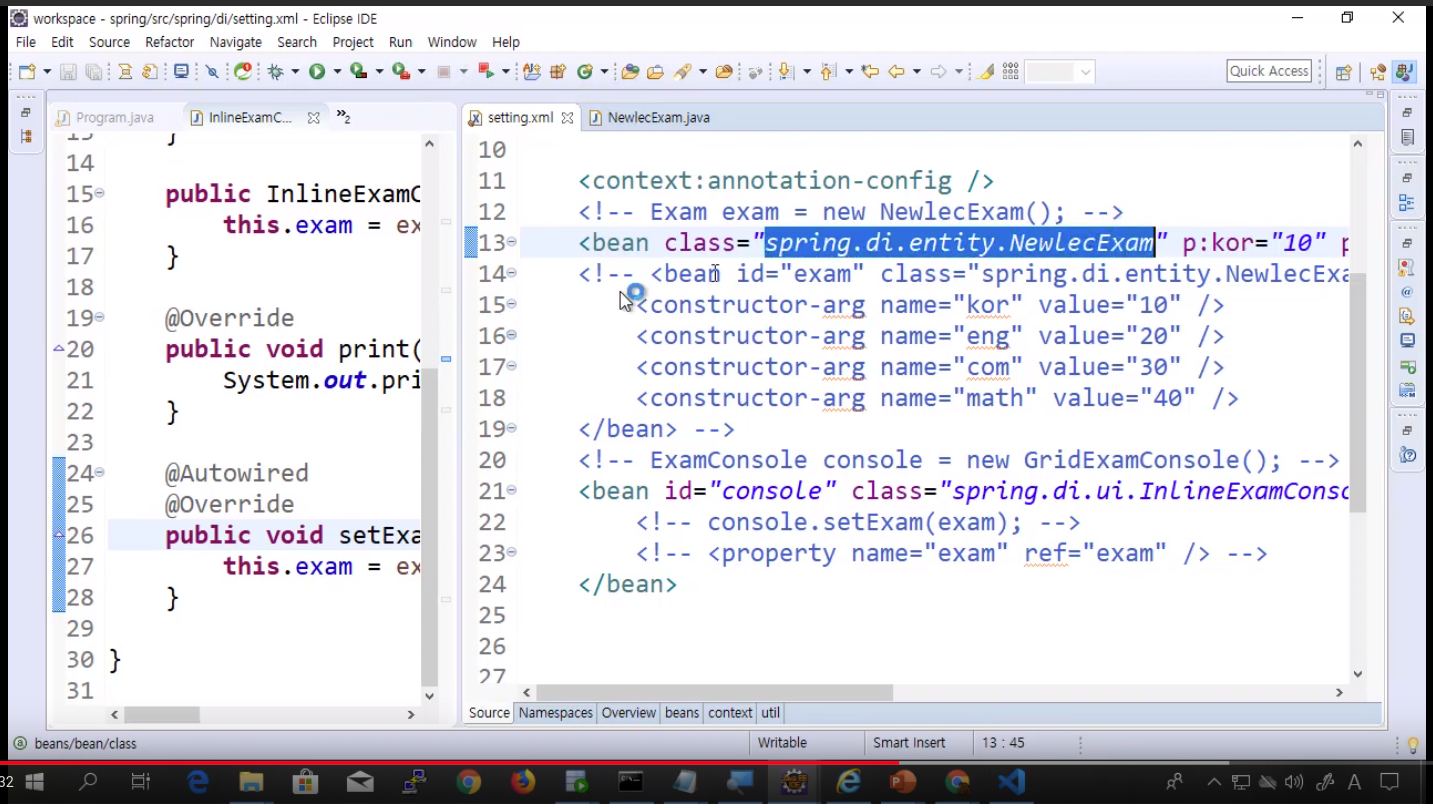 workspace - spring/src/spring/di/setting.xml - Eclipse IDE
File Edit Source Refactor Navigate Search Project Run Window Help
Quick Access
Program.java InlineExamC... »2
14
15 public InlineExamC
16 this.exam = ex
17 }
18
19 @Override
20 public void print(
21 System.out.pri
22 }
23
24 @Autowired
25 @Override
26 public void setExa
27 this.exam = ex
28 }
29
30 }
31
setting.xml NewlecExam.java
10
11 <context:annotation-config />
12 <!-- Exam exam = new NewlecExam(); -->
13 <bean class="spring.di.entity.NewlecExam" p:kor="10" p
14 <!-- <bean id="exam" class="spring.di.entity.NewlecExa
15 <constructor-arg name="kor" value="10" />
16 <constructor-arg name="eng" value="20" />
17 <constructor-arg name="com" value="30" />
18 <constructor-arg name="math" value="40" />
19 </bean> -->
20 <!-- ExamConsole console = new GridExamConsole(); -->
21 <bean id="console" class="spring.di.ui.InlineExamConso
22 <!-- console.setExam(exam); -->
23 <!-- <property name="exam" ref="exam" /> -->
24 </bean>
25
26
27
Source Namespaces Overview beans context util
beans/bean/class Writable Smart Insert 13 : 45
32
A